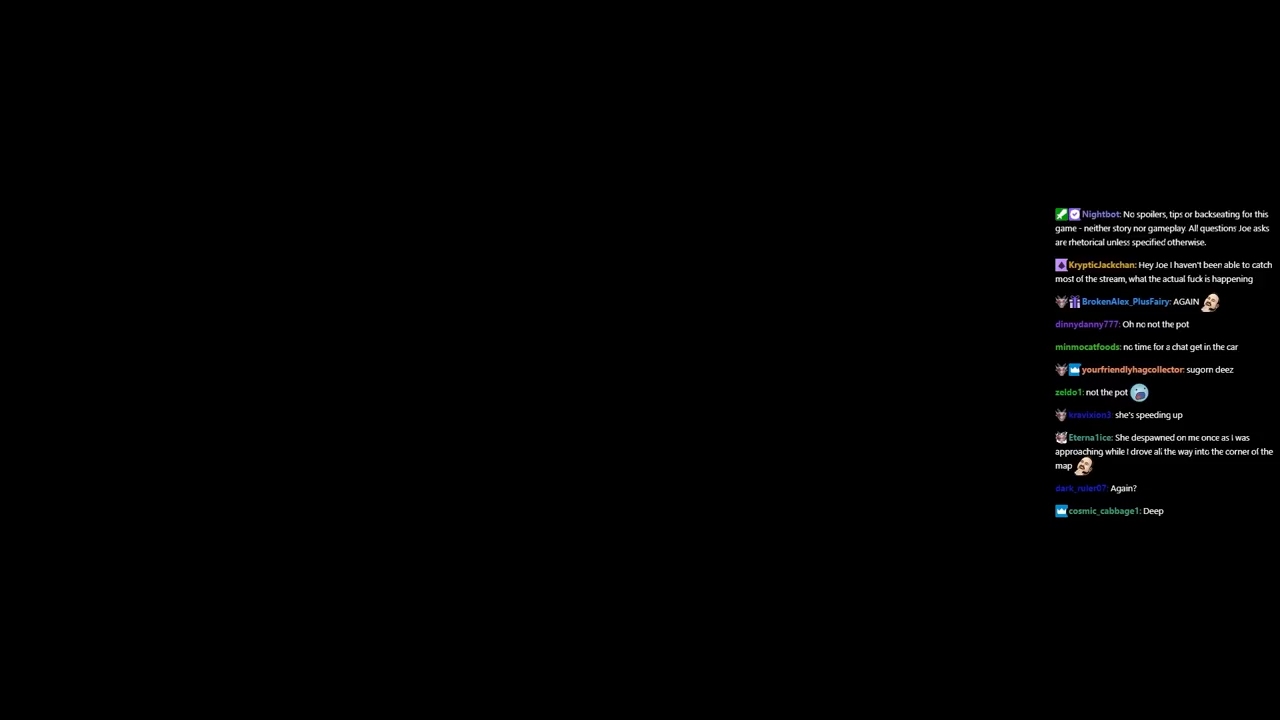 Nightbot: No spoilers, tips or backseating for this
game - neither story nor gameplay. All questions Joe asks
are rhetorical unless specified otherwise.
KrypticJackchan: Hey Joe I haven't been able to catch
most of the stream, what the actual fuck is happening
BrokenAlex_PlusFairy: AGAIN
dinnydanny777: Oh no not the pot
minmocatfoods: no time for a chat get in the car
yourfriendlyhagcollector: sugorn deez
zeldo1: not the pot
kravixion3: she's speeding up
Eterna1ice: She despawned on me once as I was
approaching while I drove all the way into the corner of the
map
dark_ruler07: Again?
cosmic_cabbage1: Deep